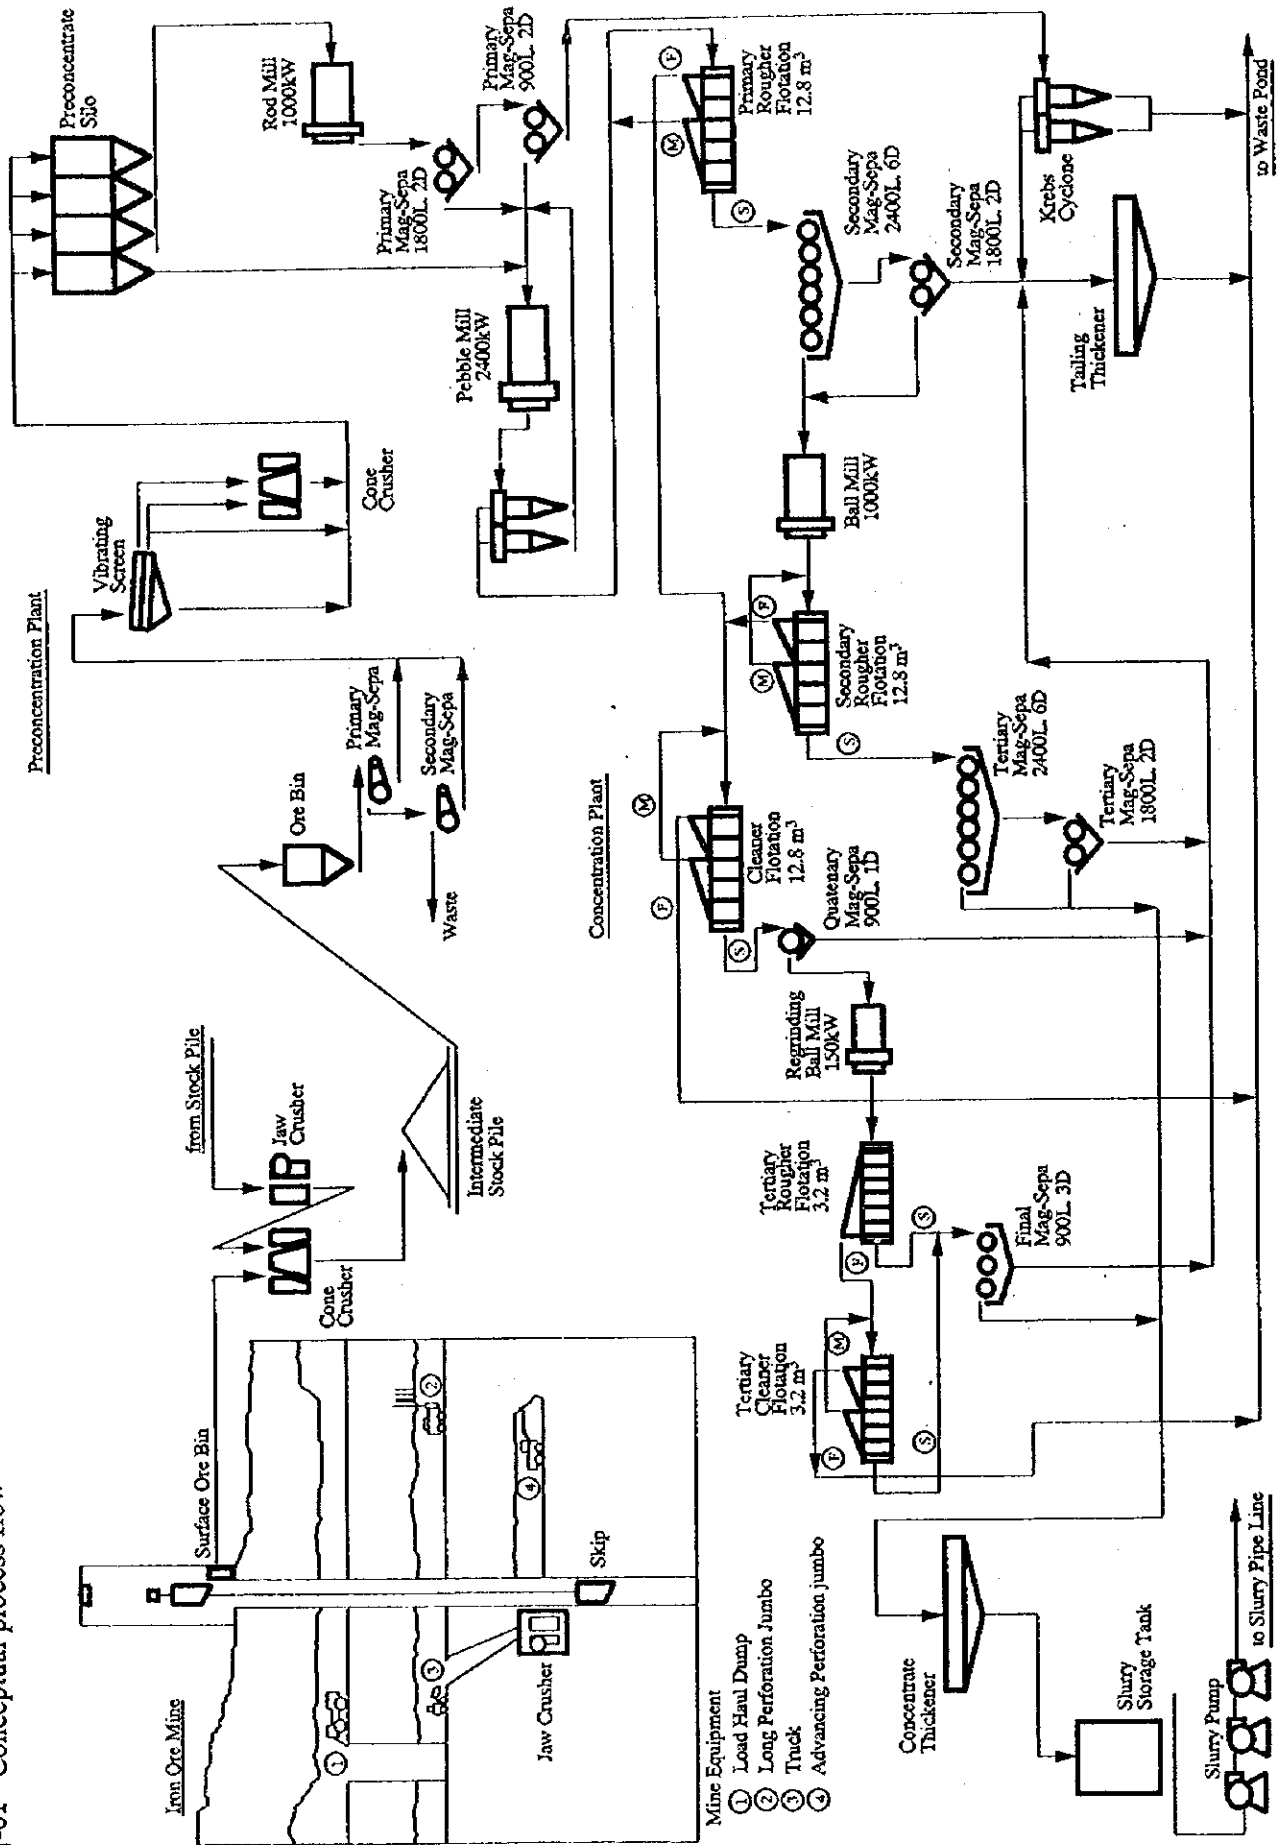 Conceptual process flow
Iron Ore Mine
Surface Ore Bin
Skip
Jaw Crusher
Mine Equipment
① Load Haul Dump
② Long Perforation Jumbo
③ Truck
④ Advancing Perforation jumbo
①
②
③
④
from Stock Pile
Jaw
Crusher
Cone
Crusher
Intermediate
Stock Pile
Preconcentration Plant
Ore Bin
Primary
Mag-Sepa
Secondary
Mag-Sepa
Waste
Vibrating
Screen
Cone
Crusher
Preconcentrate
Silo
Rod Mill
1000kW
Primary
Mag-Sepa
1800L. 2D
Primary
Mag-Sepa
900L. 2D
Pebble Mill
2400kW
Concentration Plant
Primary
Rougher
Flotation
12.8 m³
F
M
S
Secondary
Mag-Sepa
2400L. 6D
Secondary
Mag-Sepa
1800L. 2D
Krebs
Cyclone
Tailing
Thickener
to Waste Pond
Ball Mill
1000kW
Secondary
Rougher
Flotation
12.8 m³
F
M
S
Cleaner
Flotation
12.8 m³
M
F
S
Quatenary
Mag-Sepa
900L. 1D
Tertiary
Mag-Sepa
2400L. 6D
Tertiary
Mag-Sepa
1800L. 2D
Regrinding
Ball Mill
150kW
Tertiary
Rougher
Flotation
3.2 m³
F
S
Final
Mag-Sepa
900L. 3D
Tertiary
Cleaner
Flotation
3.2 m³
M
F
S
Concentrate
Thickener
Slurry
Storage Tank
Slurry Pump
to Slurry Pipe Line